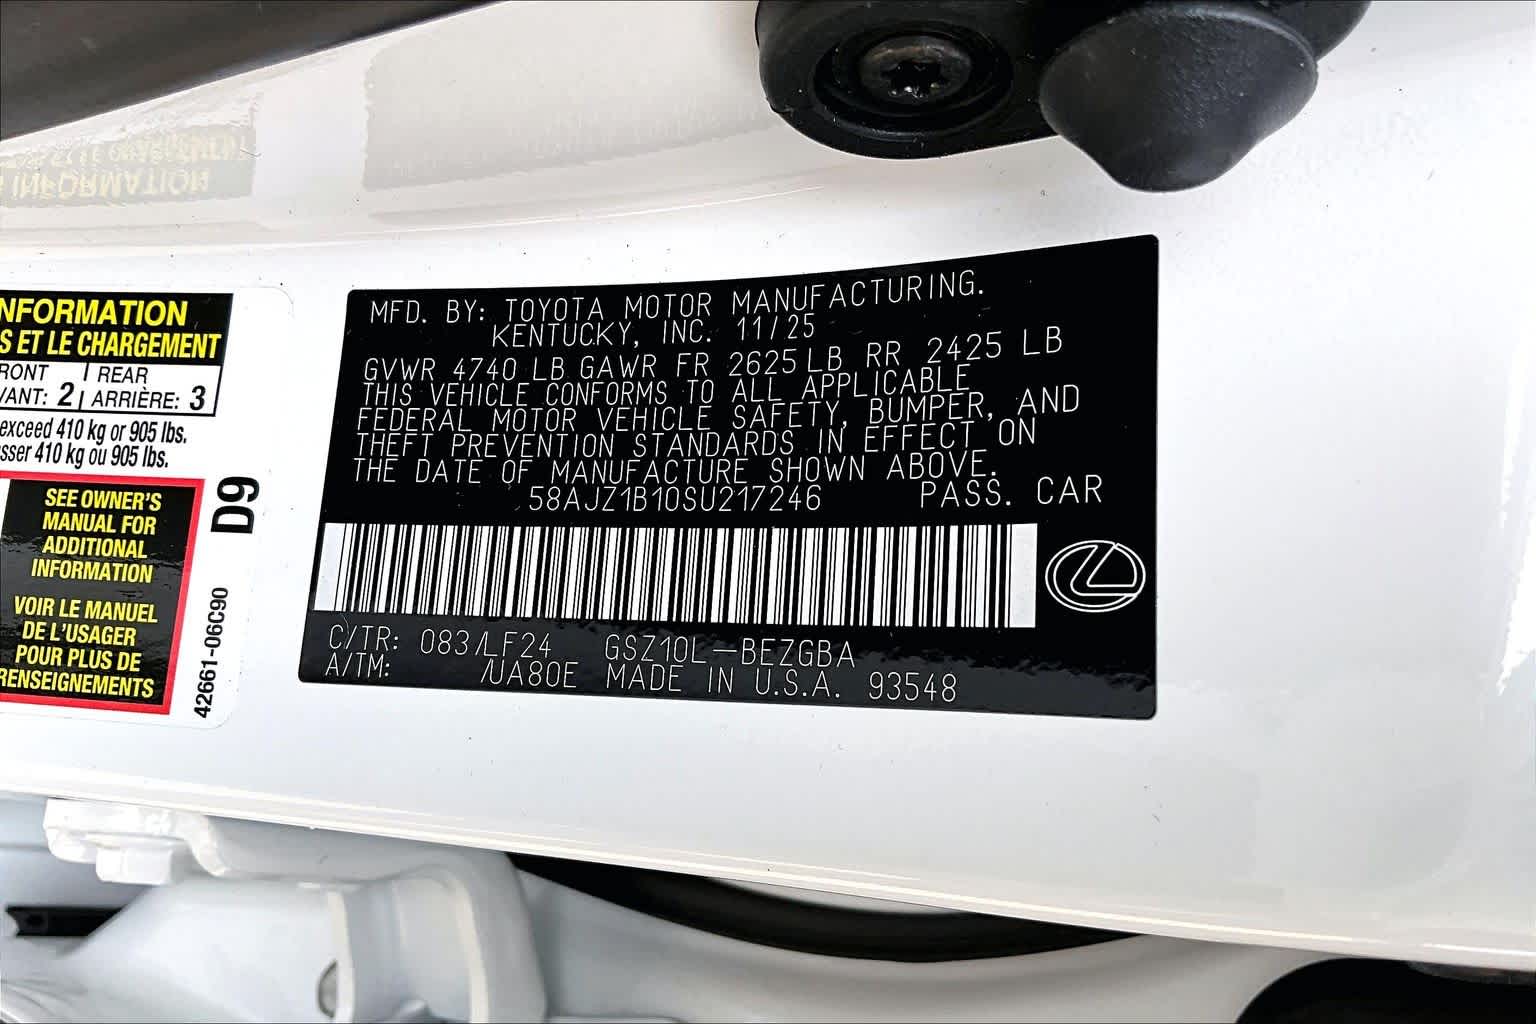 NFORMATION
S ET LE CHARGEMENT
RONT | REAR
VANT: 2 | ARRIÈRE: 3
exceed 410 kg or 905 lbs.
sser 410 kg ou 905 lbs.
SEE OWNER'S
MANUAL FOR
ADDITIONAL
INFORMATION
VOIR LE MANUEL
DE L'USAGER
POUR PLUS DE
RENSEIGNEMENTS
D9
42661-06C90
MFD. BY: TOYOTA MOTOR MANUFACTURING.
KENTUCKY, INC. 11/25
GVWR 4740 LB GAWR FR 2625 LB RR 2425 LB
THIS VEHICLE CONFORMS TO ALL APPLICABLE
FEDERAL MOTOR VEHICLE SAFETY, BUMPER, AND
THEFT PREVENTION STANDARDS IN EFFECT ON
THE DATE OF MANUFACTURE SHOWN ABOVE.
58AJZ1B10SU217246 PASS. CAR
C/TR: 083/LF24 GSZ10L-BEZGBA
A/TM: /UA80E MADE IN U.S.A. 93548